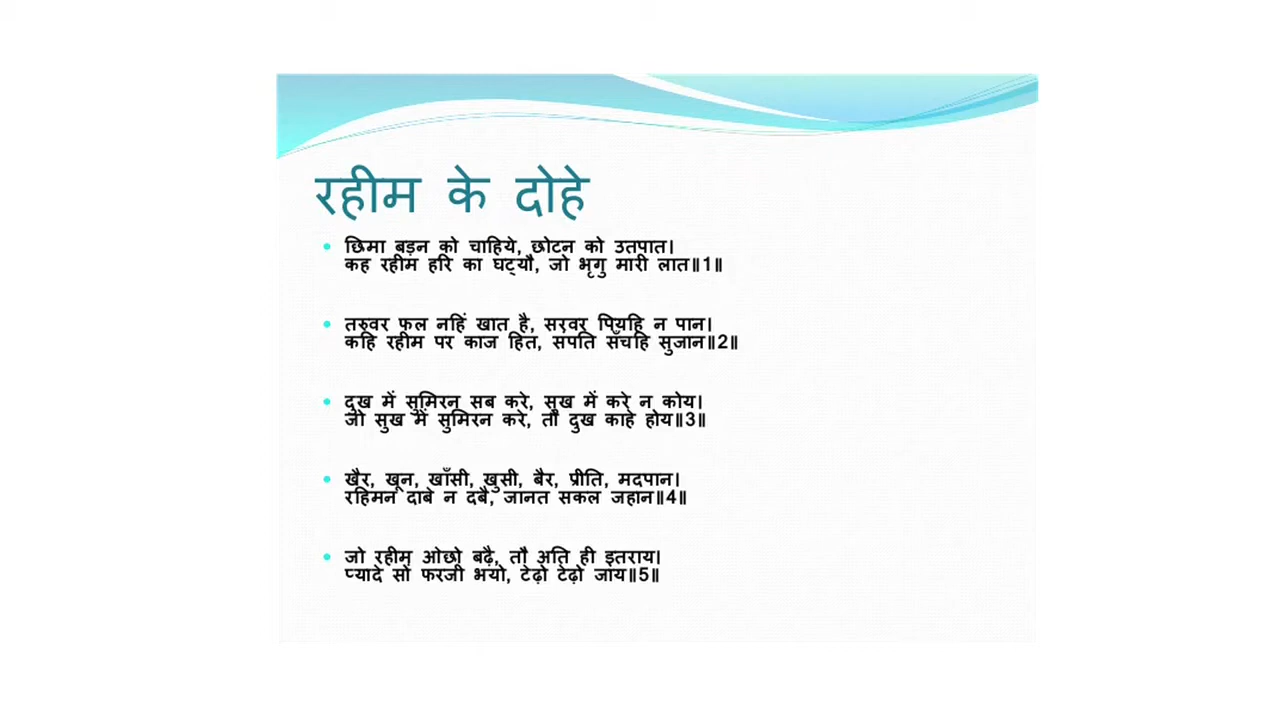 रहीम के दोहे
छिमा बड़न को चाहिये, छोटन को उतपात।
कह रहीम हरि का घट्यौ, जो भृगु मारी लात॥1॥
तरुवर फल नहिं खात है, सरवर पियहि न पान।
कहि रहीम पर काज हित, संपति सँचहि सुजान॥2॥
दुख में सुमिरन सब करे, सुख में करे न कोय।
जो सुख में सुमिरन करे, तो दुख काहे होय॥3॥
खैर, खून, खाँसी, खुसी, बैर, प्रीति, मदपान।
रहिमन दाबे न दबै, जानत सकल जहान॥4॥
जो रहीम ओछो बढ़ै, तौ अति ही इतराय।
प्यादे सों फरजी भयो, टेढ़ो टेढ़ो जाय॥5॥